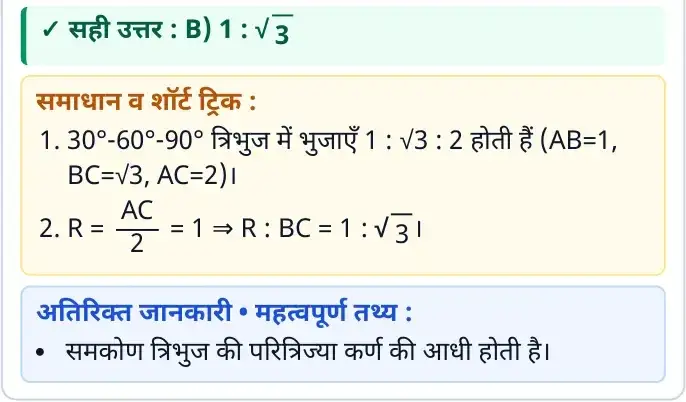 ✓ सही उत्तर : B) 1 : √3
समाधान व शॉर्ट ट्रिक :
1. 30°-60°-90° त्रिभुज में भुजाएँ 1 : √3 : 2 होती हैं (AB=1,
BC=√3, AC=2)।
2. R = AC/2 = 1 ⇒ R : BC = 1 : √3।
अतिरिक्त जानकारी • महत्वपूर्ण तथ्य :
• समकोण त्रिभुज की परित्रिज्या कर्ण की आधी होती है।